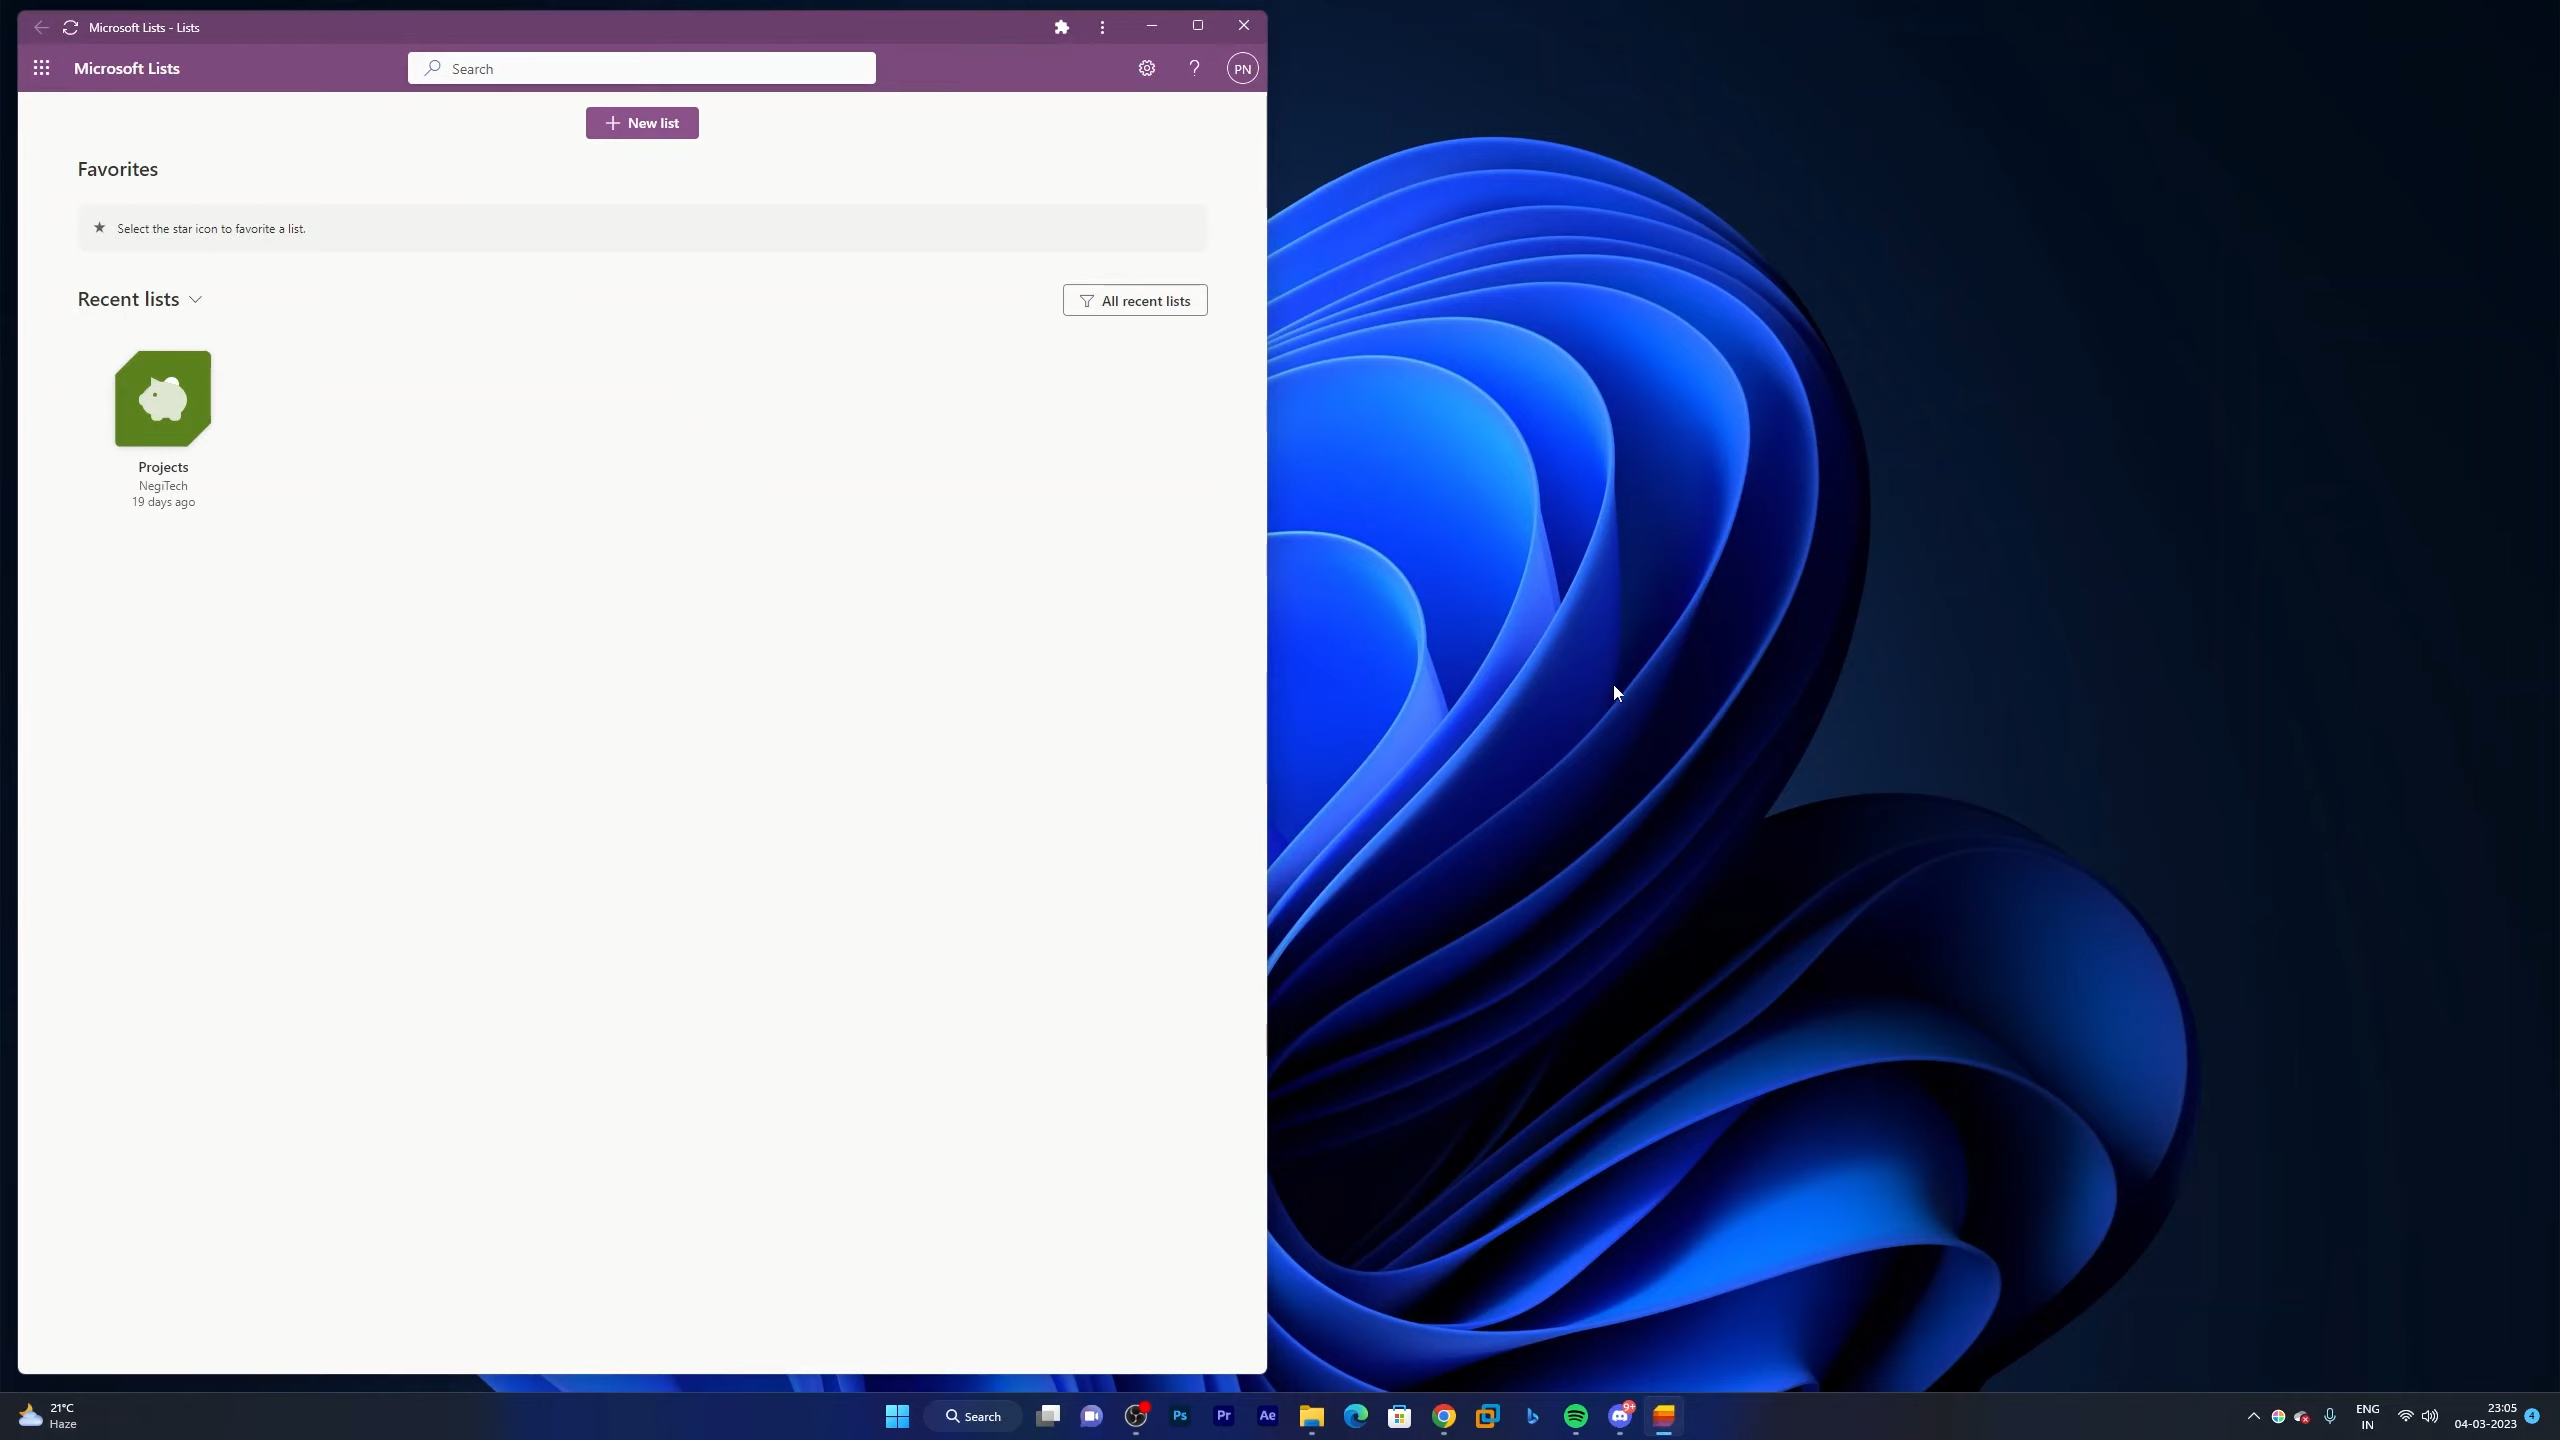 Microsoft Lists - Lists
Microsoft Lists
Search
PN
New list
Favorites
Select the star icon to favorite a list.
Recent lists
All recent lists
Projects
NegiTech
19 days ago
21°C
Haze
Search
Ps
Pr
Ae
9+
ENG
IN
23:05
04-03-2023
4